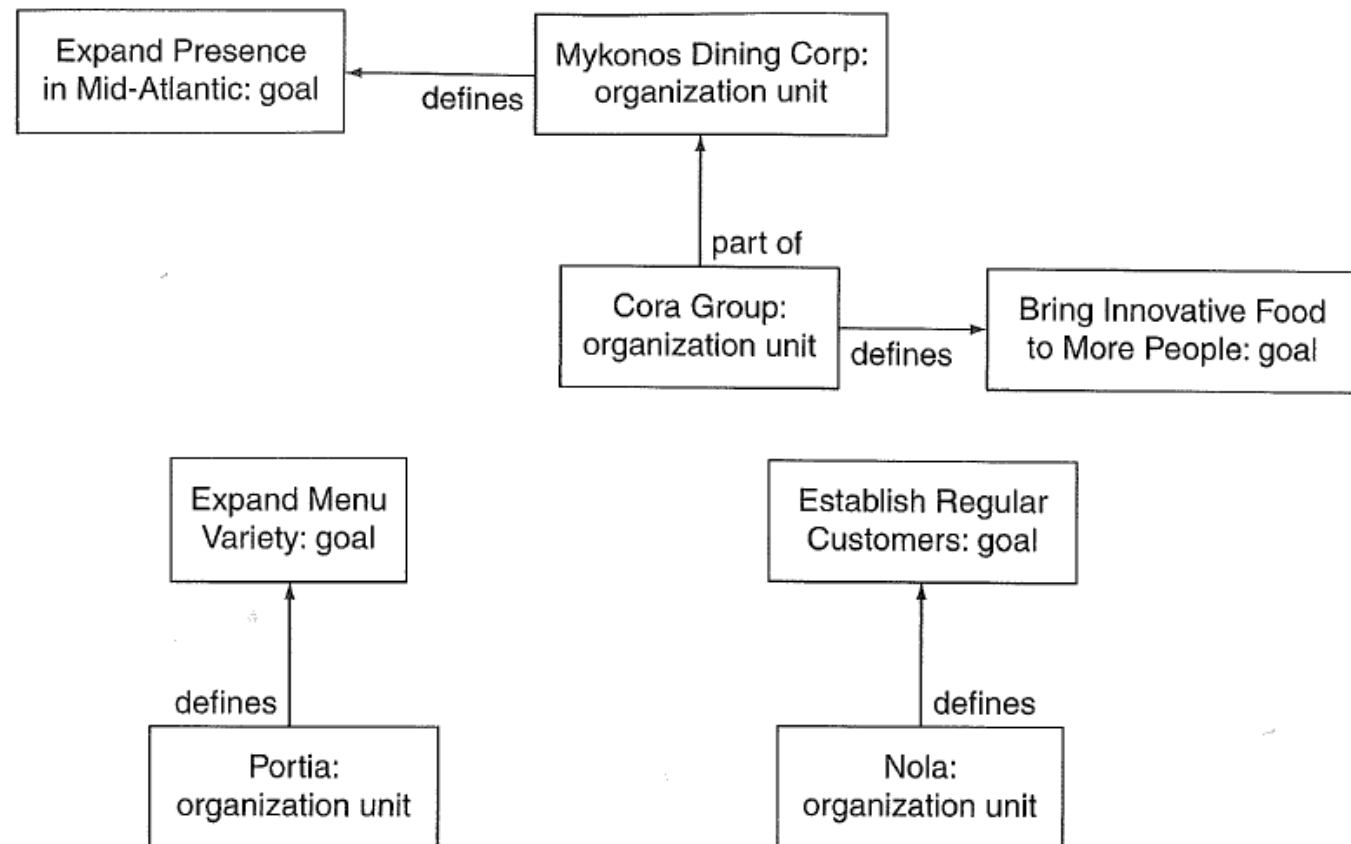 Expand Presence
in Mid-Atlantic: goal
defines
Mykonos Dining Corp:
organization unit
part of
Cora Group:
organization unit
defines
Bring Innovative Food
to More People: goal
Expand Menu
Variety: goal
defines
Portia:
organization unit
Establish Regular
Customers: goal
defines
Nola:
organization unit